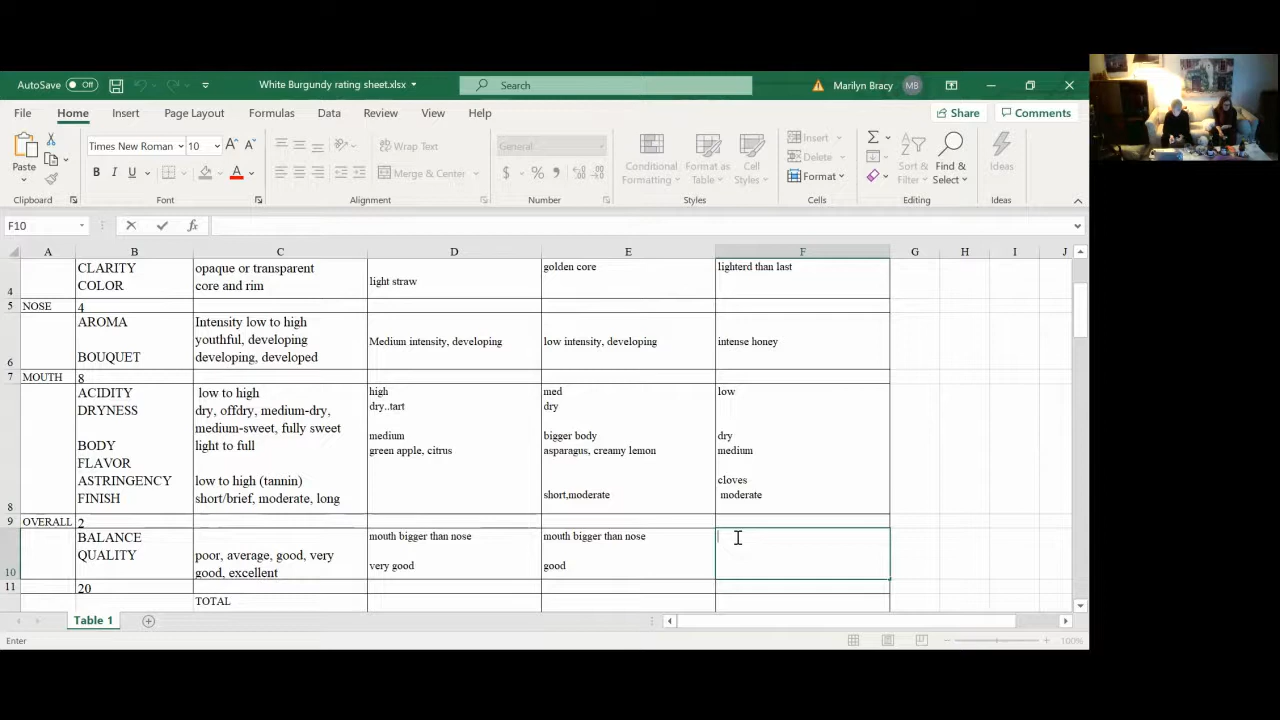 AutoSave Off White Burgundy rating sheet.xlsx Search Marilyn Bracy MB
File Home Insert Page Layout Formulas Data Review View Help Share Comments
Paste Times New Roman 10 Wrap Text General Insert
B I U Merge & Center $ % Conditional Formatting Format as Table Cell Styles Delete Format Sort & Filter Find & Select Ideas
Clipboard Font Alignment Number Styles Cells Editing Ideas
F10 fx
A B C D E F G H I J
CLARITY opaque or transparent golden core lighterd than last
4 COLOR core and rim light straw
5 NOSE 4
AROMA Intensity low to high
youthful, developing Medium intensity, developing low intensity, developing intense honey
6 BOUQUET developing, developed
7 MOUTH 8
ACIDITY low to high high med low
DRYNESS dry, offdry, medium-dry, dry..tart dry
medium-sweet, fully sweet medium bigger body dry
BODY light to full green apple, citrus asparagus, creamy lemon medium
FLAVOR
ASTRINGENCY low to high (tannin) cloves
8 FINISH short/brief, moderate, long short,moderate moderate
9 OVERALL 2
BALANCE mouth bigger than nose mouth bigger than nose
QUALITY poor, average, good, very very good good
10 good, excellent
11 20
TOTAL
Table 1
Enter 100%